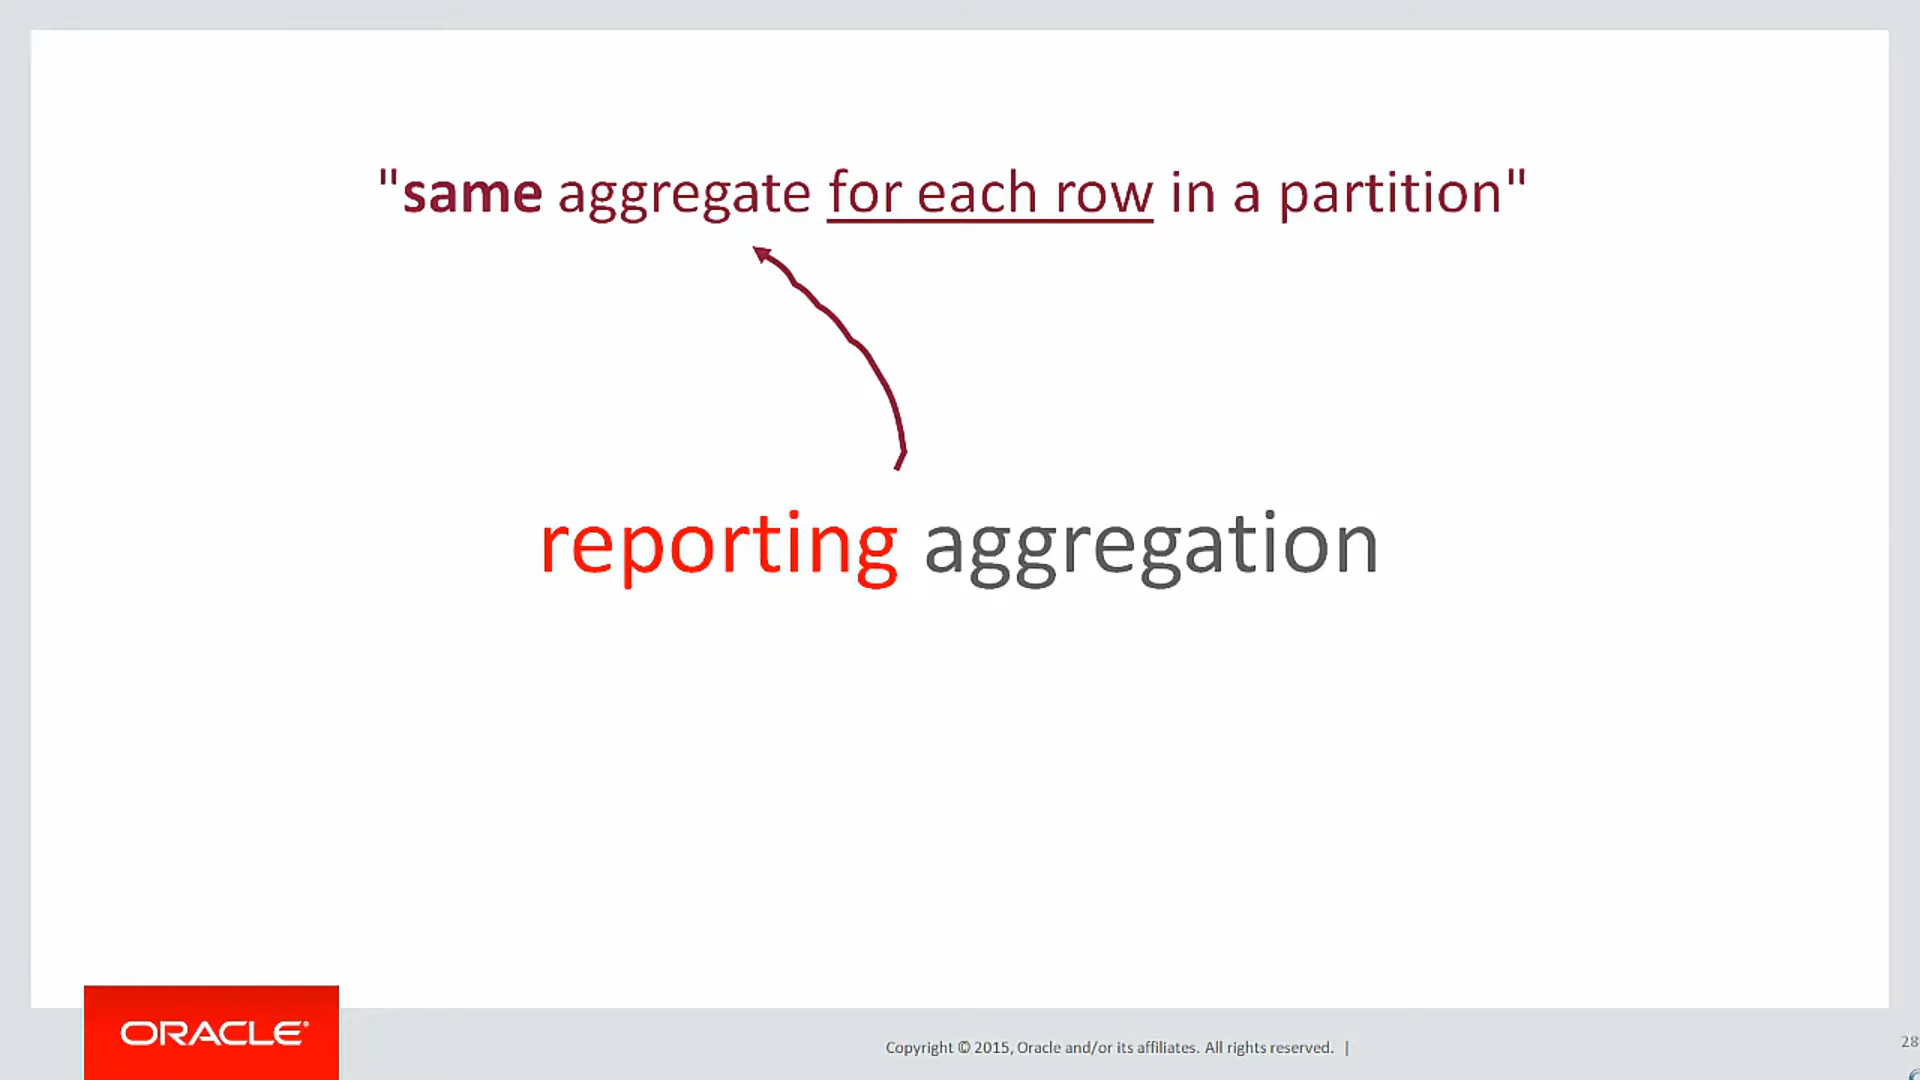 "same aggregate for each row in a partition"
reporting aggregation
ORACLE®
Copyright © 2015, Oracle and/or its affiliates. All rights reserved. |
28